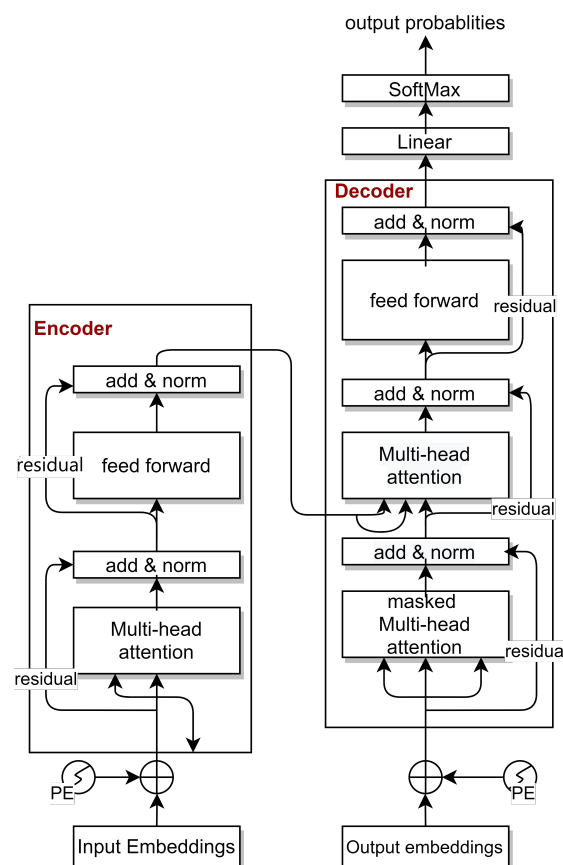 output probablities
SoftMax
Linear
Decoder
add & norm
feed forward
residual
Encoder
add & norm
add & norm
feed forward
residual
Multi-head
attention
residual
add & norm
add & norm
Multi-head
attention
masked
Multi-head
attention
residual
residual
PE
PE
Input Embeddings
Output embeddings